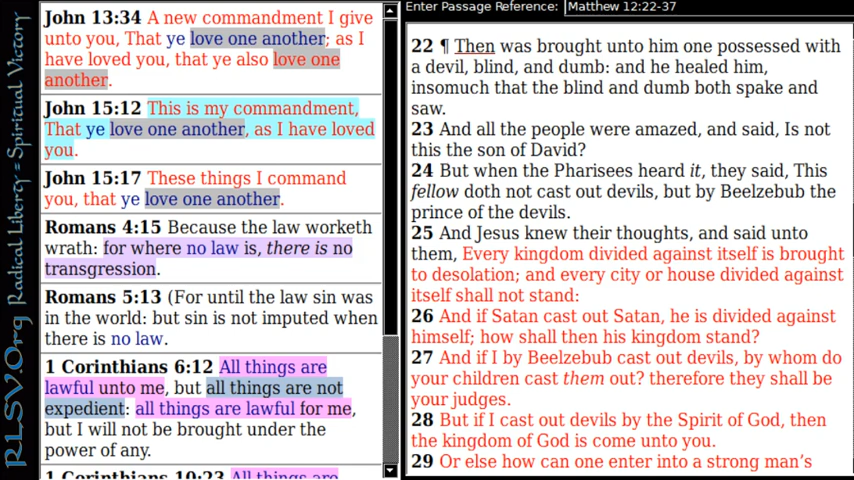 RLSV.Org Radical Liberty = Spiritual Victory
John 13:34 A new commandment I give
unto you, That ye love one another; as I
have loved you, that ye also love one
another.
John 15:12 This is my commandment,
That ye love one another, as I have loved
you.
John 15:17 These things I command
you, that ye love one another.
Romans 4:15 Because the law worketh
wrath: for where no law is, there is no
transgression.
Romans 5:13 (For until the law sin was
in the world: but sin is not imputed when
there is no law.
1 Corinthians 6:12 All things are
lawful unto me, but all things are not
expedient: all things are lawful for me,
but I will not be brought under the
power of any.
1 Corinthians 10:23 All things are
Enter Passage Reference: Matthew 12:22-37
22 ¶ Then was brought unto him one possessed with
a devil, blind, and dumb: and he healed him,
insomuch that the blind and dumb both spake and
saw.
23 And all the people were amazed, and said, Is not
this the son of David?
24 But when the Pharisees heard it, they said, This
fellow doth not cast out devils, but by Beelzebub the
prince of the devils.
25 And Jesus knew their thoughts, and said unto
them, Every kingdom divided against itself is brought
to desolation; and every city or house divided against
itself shall not stand:
26 And if Satan cast out Satan, he is divided against
himself; how shall then his kingdom stand?
27 And if I by Beelzebub cast out devils, by whom do
your children cast them out? therefore they shall be
your judges.
28 But if I cast out devils by the Spirit of God, then
the kingdom of God is come unto you.
29 Or else how can one enter into a strong man's